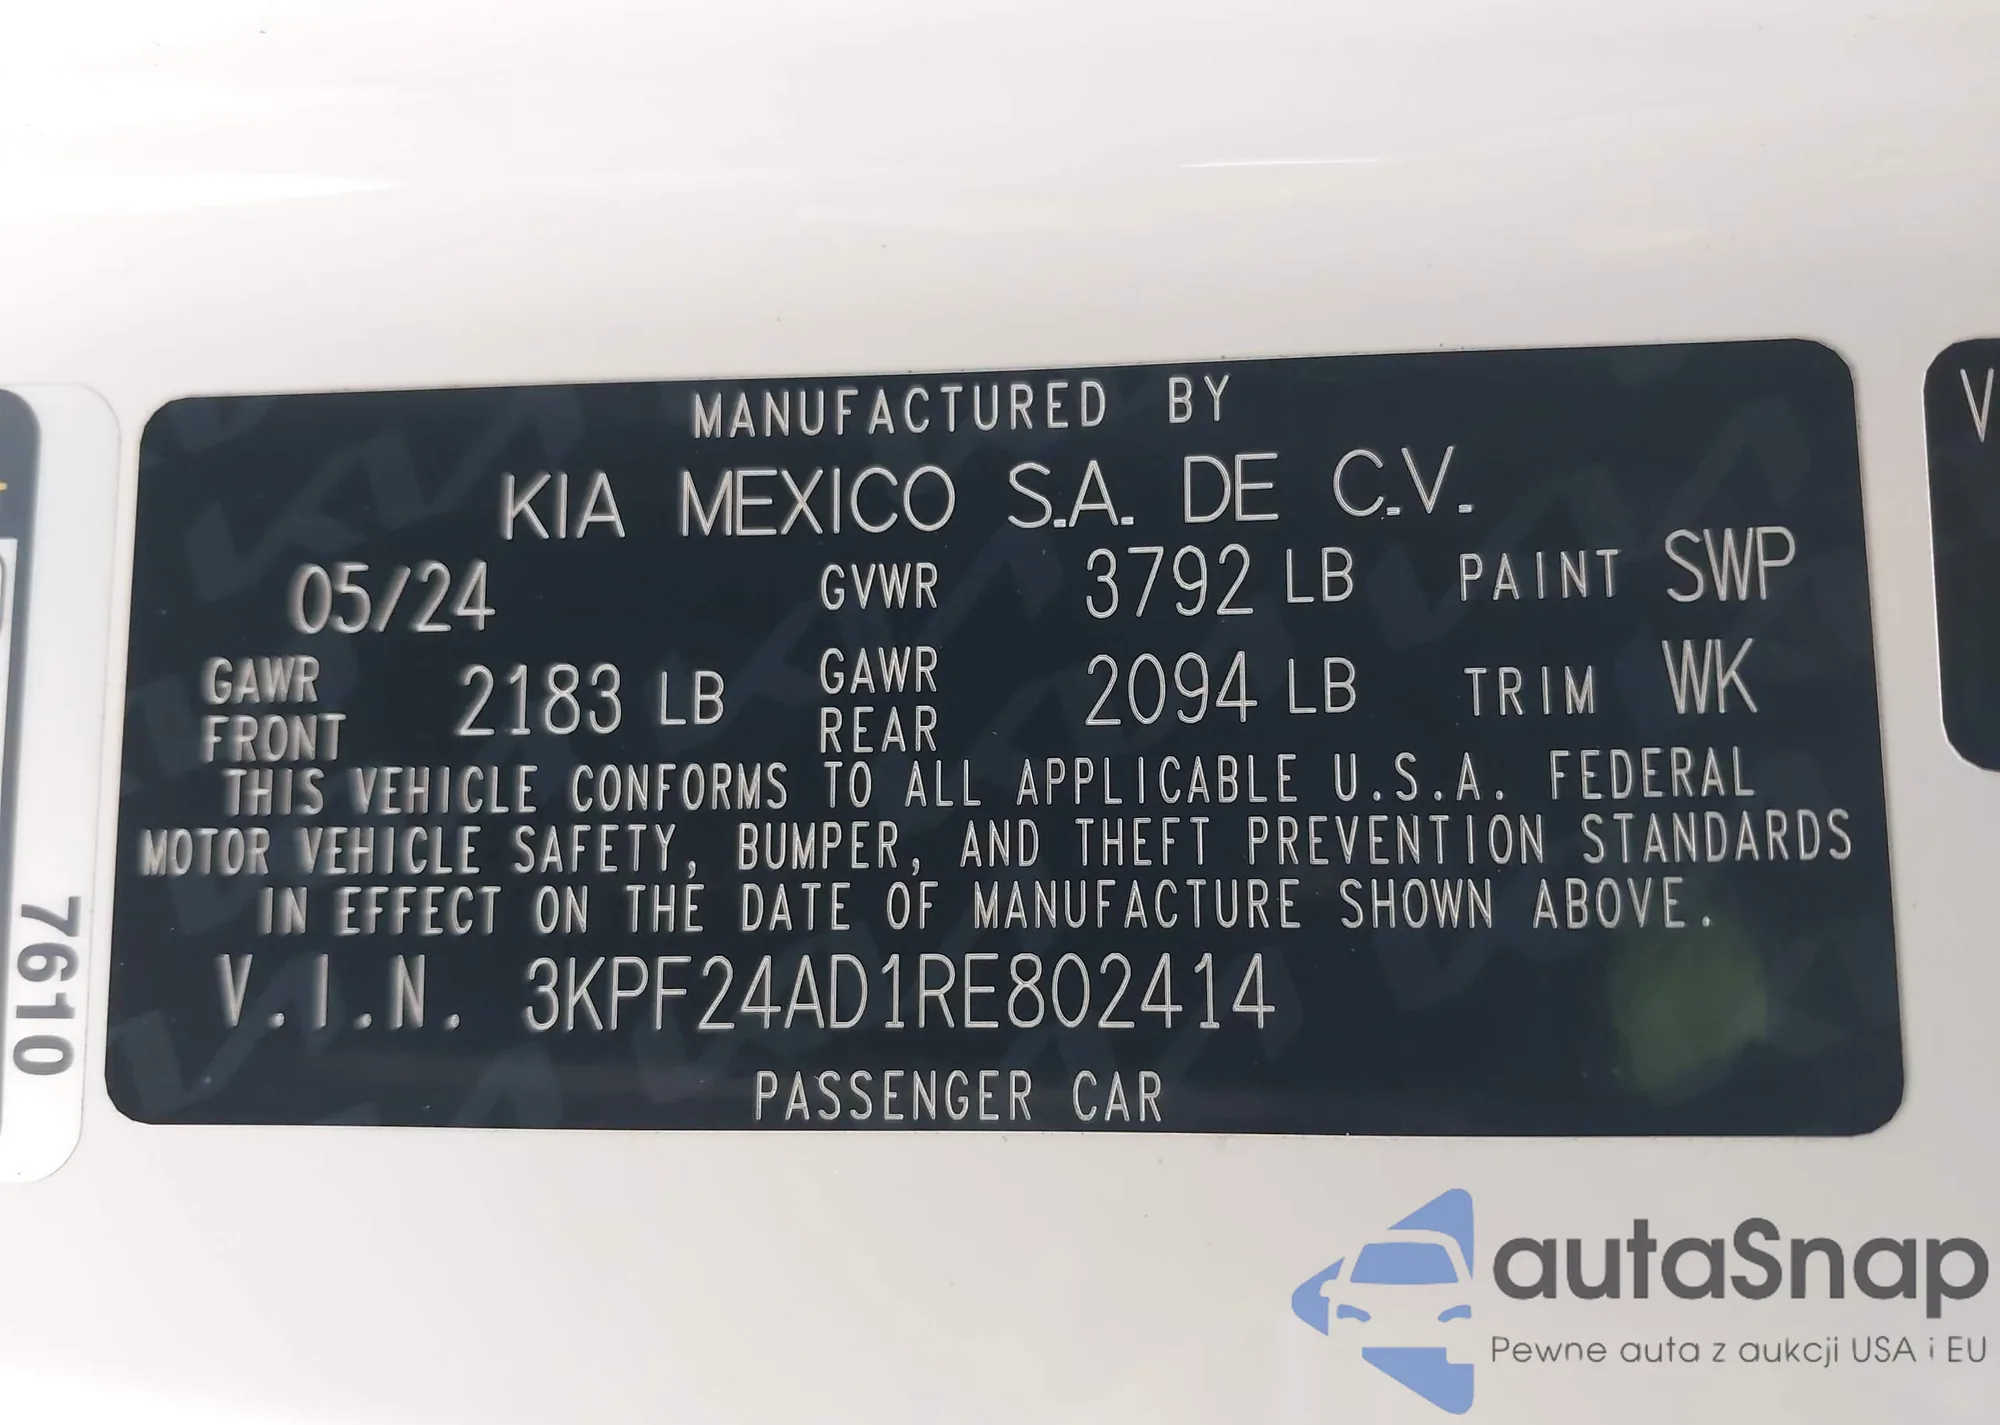 MANUFACTURED BY
KIA MEXICO S.A. DE C.V.
05/24 GVWR 3792 LB PAINT SWP
GAWR FRONT 2183 LB GAWR REAR 2094 LB TRIM WK
THIS VEHICLE CONFORMS TO ALL APPLICABLE U.S.A. FEDERAL
MOTOR VEHICLE SAFETY, BUMPER, AND THEFT PREVENTION STANDARDS
IN EFFECT ON THE DATE OF MANUFACTURE SHOWN ABOVE.
V.I.N. 3KPF24AD1RE802414
PASSENGER CAR
7610
V
autaSnap
Pewne auta z aukcji USA i EU